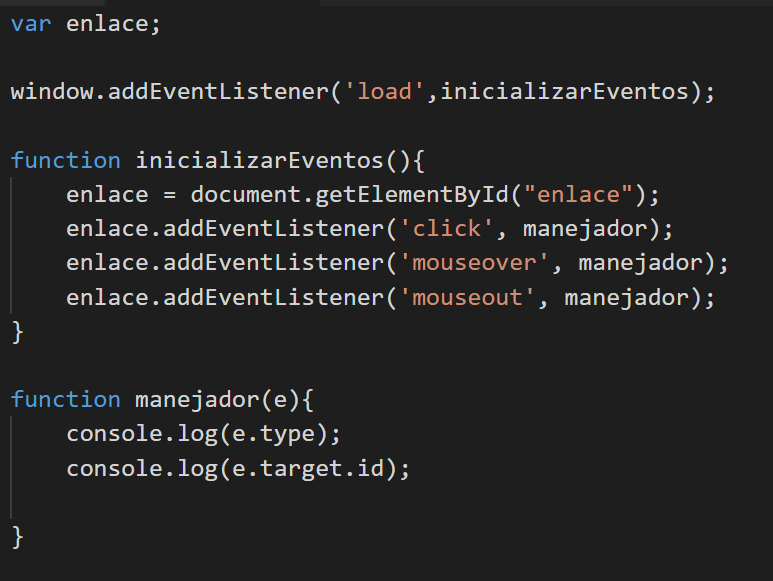 var enlace;
window.addEventListener('load',inicializarEventos);
function inicializarEventos(){
    enlace = document.getElementById("enlace");
    enlace.addEventListener('click', manejador);
    enlace.addEventListener('mouseover', manejador);
    enlace.addEventListener('mouseout', manejador);
}
function manejador(e){
    console.log(e.type);
    console.log(e.target.id);
}